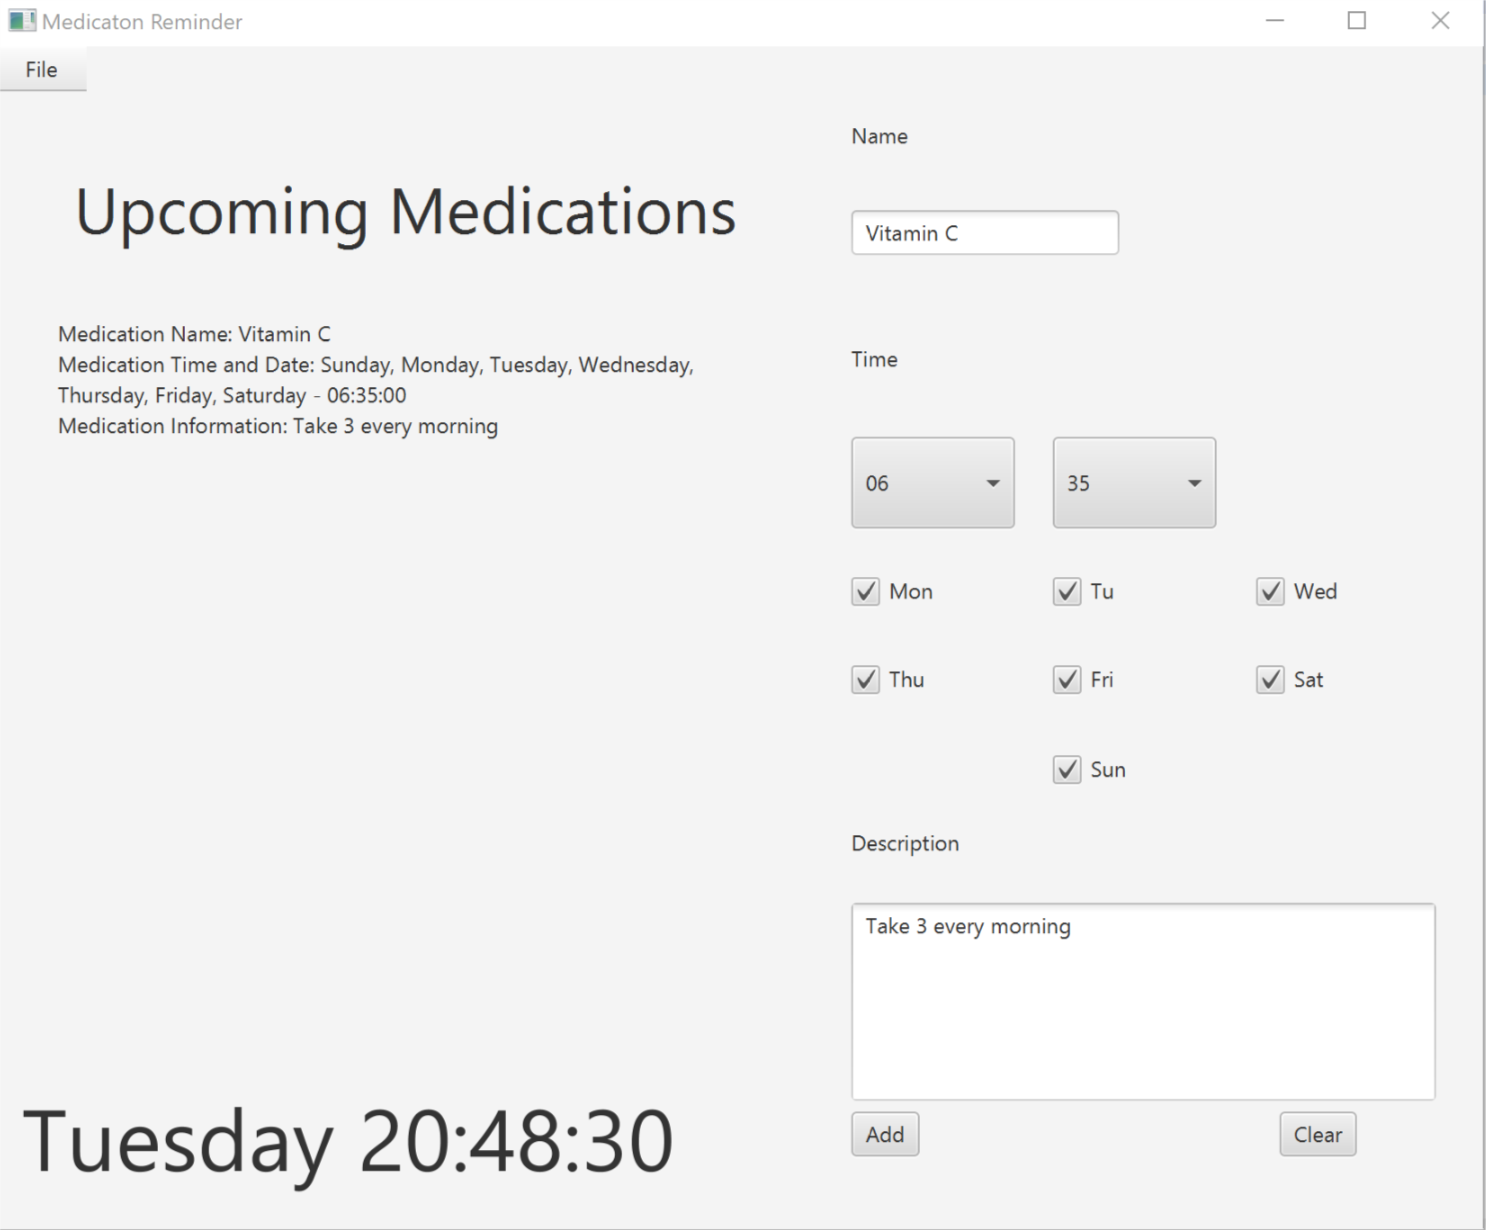 Medicaton Reminder
File
Upcoming Medications
Medication Name: Vitamin C
Medication Time and Date: Sunday, Monday, Tuesday, Wednesday,
Thursday, Friday, Saturday - 06:35:00
Medication Information: Take 3 every morning
Tuesday 20:48:30
Name
Vitamin C
Time
06 35
Mon Tu Wed
Thu Fri Sat
Sun
Description
Take 3 every morning
Add Clear